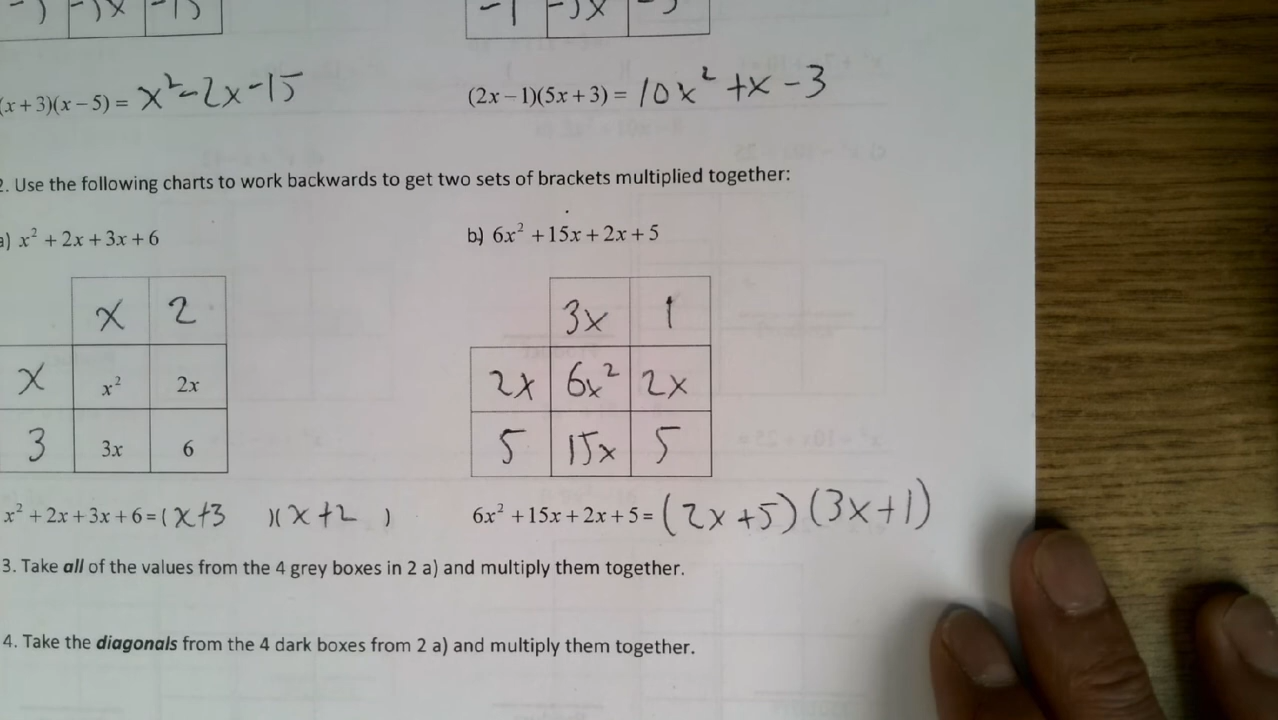 -3x -15
-1 -5x -3
(x+3)(x-5) = x²-2x-15
(2x-1)(5x+3) = 10x²+x-3
2. Use the following charts to work backwards to get two sets of brackets multiplied together:
a) x² + 2x + 3x + 6
b) 6x² + 15x + 2x + 5
x 2
x x² 2x
3 3x 6
3x 1
2x 6x² 2x
5 15x 5
x² + 2x + 3x + 6 = (x+3)(x+2)
6x² + 15x + 2x + 5 = (2x+5)(3x+1)
3. Take all of the values from the 4 grey boxes in 2 a) and multiply them together.
4. Take the diagonals from the 4 dark boxes from 2 a) and multiply them together.